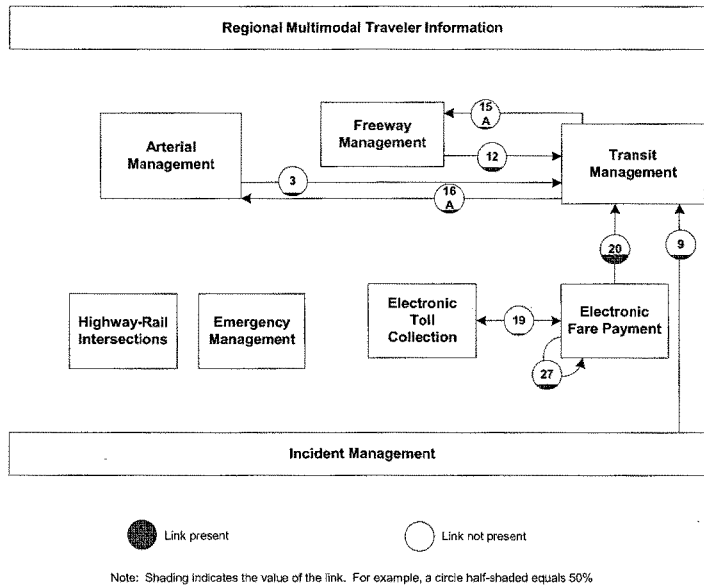 Regional Multimodal Traveler Information
15
A
Freeway
Management
12
Arterial
Management
Transit
Management
3
16
A
20
9
Highway-Rail
Intersections
Emergency
Management
Electronic
Toll
Collection
19
Electronic
Fare Payment
27
Incident Management
Link present
Link not present
Note: Shading indicates the value of the link. For example, a circle half-shaded equals 50%